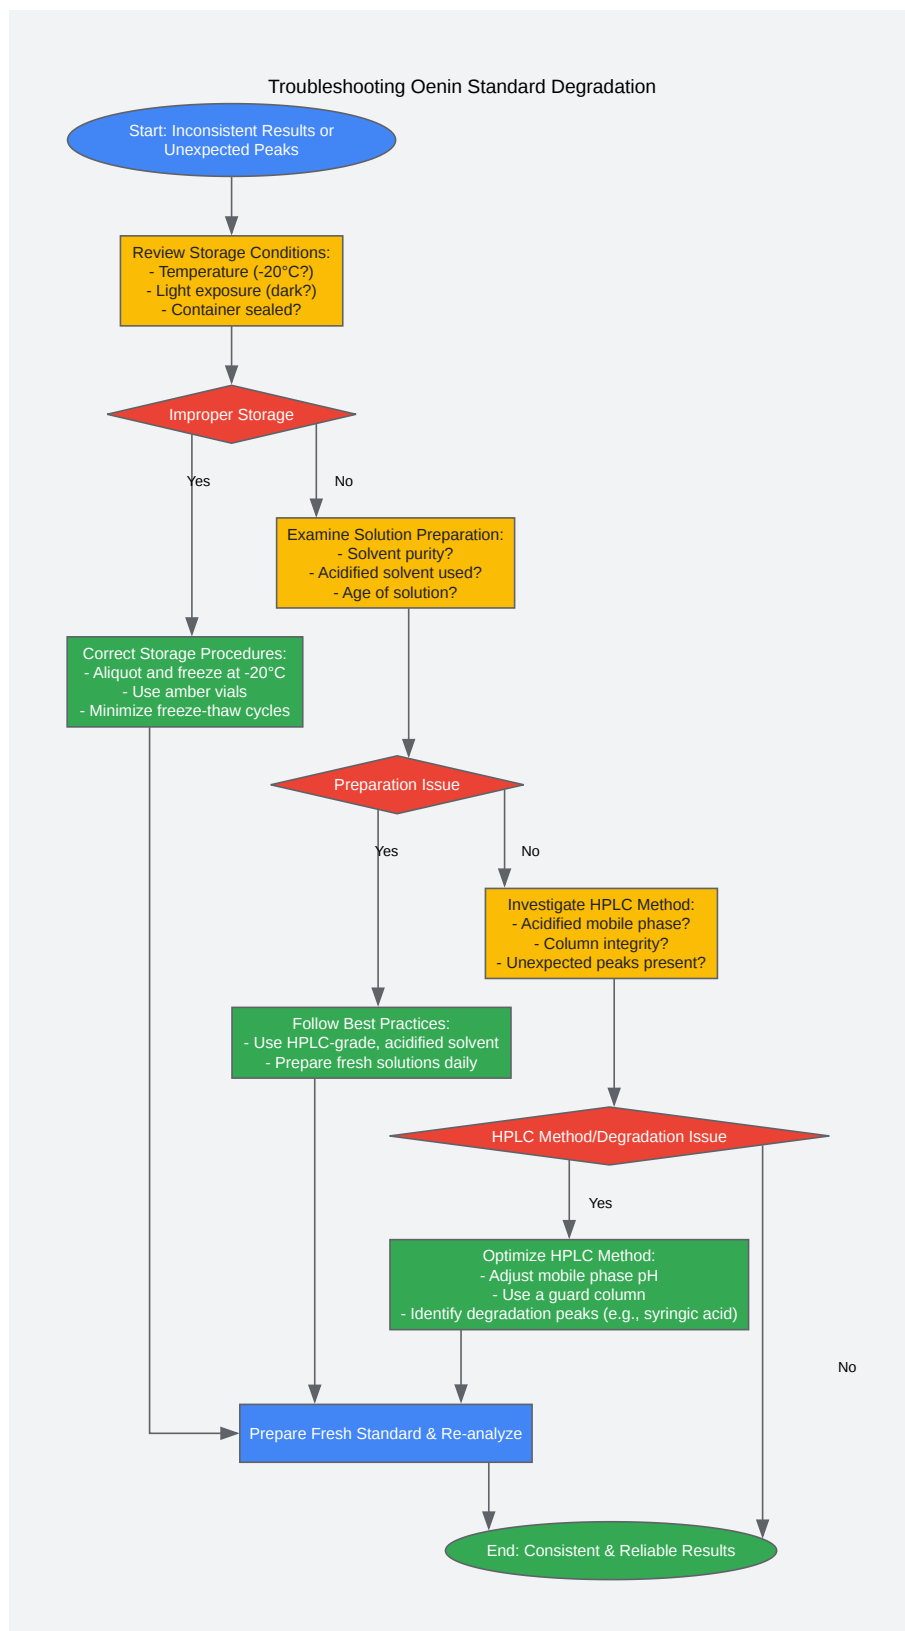 Troubleshooting Oenin Standard Degradation
Start: Inconsistent Results or
Unexpected Peaks
Review Storage Conditions:
- Temperature (-20°C?)
- Light exposure (dark?)
- Container sealed?
Improper Storage
Yes
No
Examine Solution Preparation:
- Solvent purity?
- Acidified solvent used?
- Age of solution?
Correct Storage Procedures:
- Aliquot and freeze at -20°C
- Use amber vials
- Minimize freeze-thaw cycles
Preparation Issue
Yes
No
Investigate HPLC Method:
- Acidified mobile phase?
- Column integrity?
- Unexpected peaks present?
Follow Best Practices:
- Use HPLC-grade, acidified solvent
- Prepare fresh solutions daily
HPLC Method/Degradation Issue
Yes
Optimize HPLC Method:
- Adjust mobile phase pH
- Use a guard column
- Identify degradation peaks (e.g., syringic acid)
No
Prepare Fresh Standard & Re-analyze
End: Consistent & Reliable Results